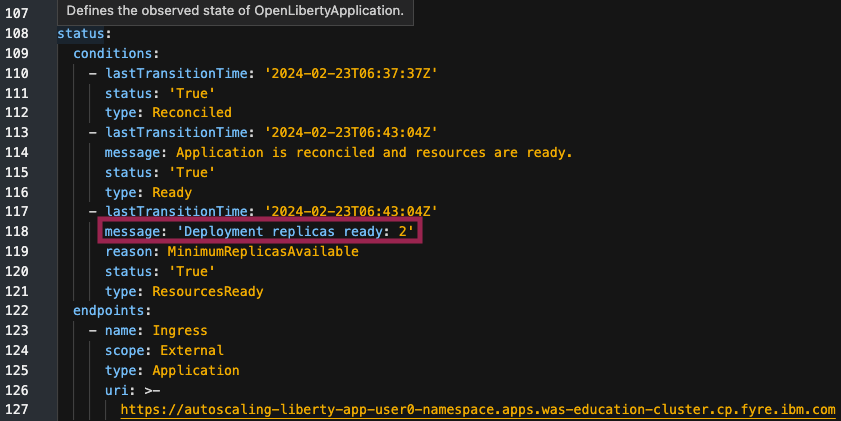 107
Defines the observed state of OpenLibertyApplication.
108 status:
109 conditions:
110 - lastTransitionTime: '2024-02-23T06:37:37Z'
111 status: 'True'
112 type: Reconciled
113 - lastTransitionTime: '2024-02-23T06:43:04Z'
114 message: Application is reconciled and resources are ready.
115 status: 'True'
116 type: Ready
117 - lastTransitionTime: '2024-02-23T06:43:04Z'
118 message: 'Deployment replicas ready: 2'
119 reason: MinimumReplicasAvailable
120 status: 'True'
121 type: ResourcesReady
122 endpoints:
123 - name: Ingress
124 scope: External
125 type: Application
126 uri: >-
127 https://autoscaling-liberty-app-user0-namespace.apps.was-education-cluster.cp.fyre.ibm.com